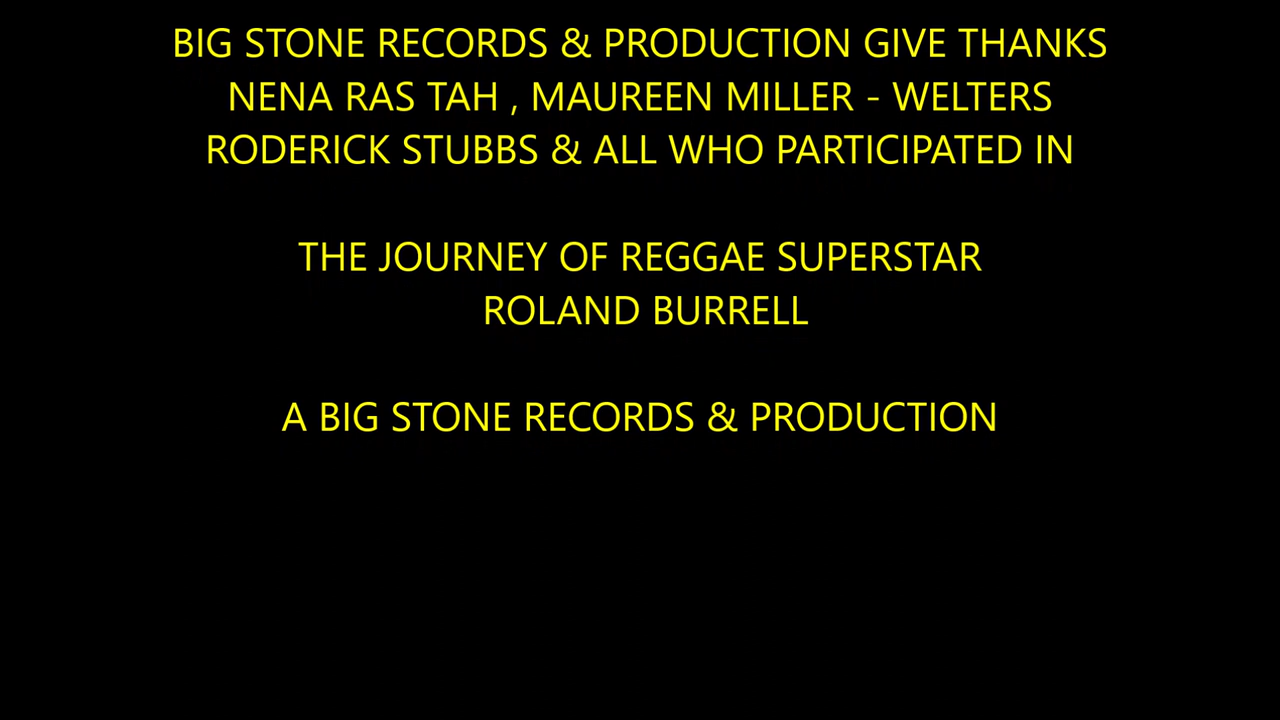 BIG STONE RECORDS & PRODUCTION GIVE THANKS
NENA RAS TAH , MAUREEN MILLER - WELTERS
RODERICK STUBBS & ALL WHO PARTICIPATED IN
THE JOURNEY OF REGGAE SUPERSTAR
ROLAND BURRELL
A BIG STONE RECORDS & PRODUCTION